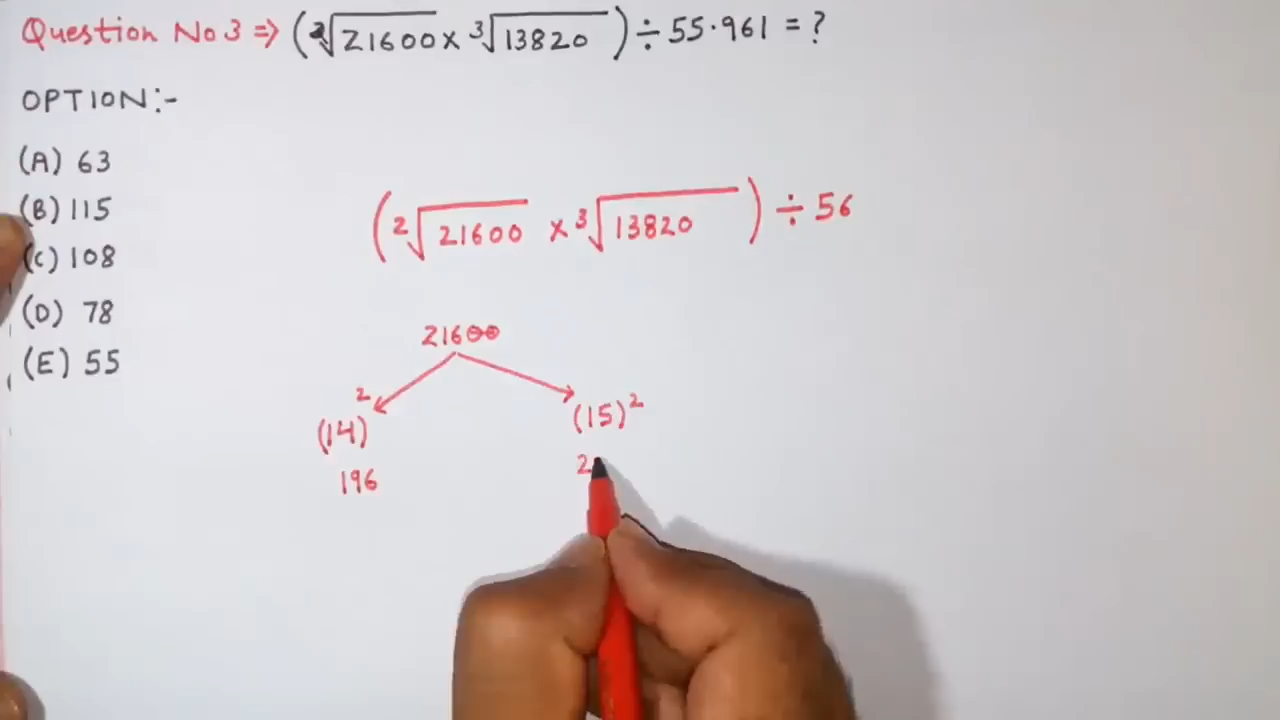 Question No 3 => (²√21600 x ³√13820) ÷ 55.961 = ?
OPTION:-
(A) 63
(B) 115
(C) 108
(D) 78
(E) 55
(²√21600 x ³√13820) ÷ 56
21600
(14)² (15)²
196 2